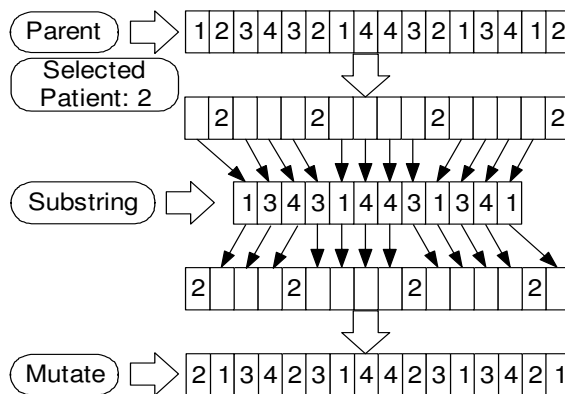 Parent 1 2 3 4 3 2 1 4 4 3 2 1 3 4 1 2
Selected
Patient: 2
2 2 2 2
Substring 1 3 4 3 1 4 4 3 1 3 4 1
2 2 2 2
Mutate 2 1 3 4 2 3 1 4 4 2 3 1 3 4 2 1